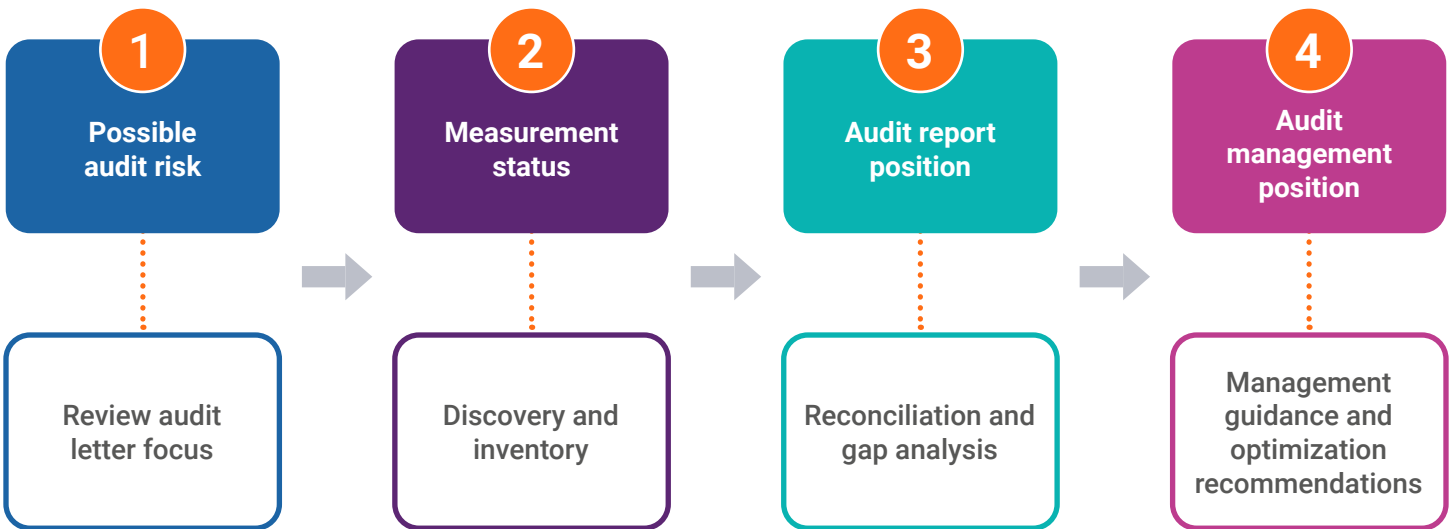 1
Possible
audit risk
2
Measurement
status
3
Audit report
position
4
Audit
management
position
Review audit
letter focus
Discovery and
inventory
Reconciliation and
gap analysis
Management
guidance and
optimization
recommendations